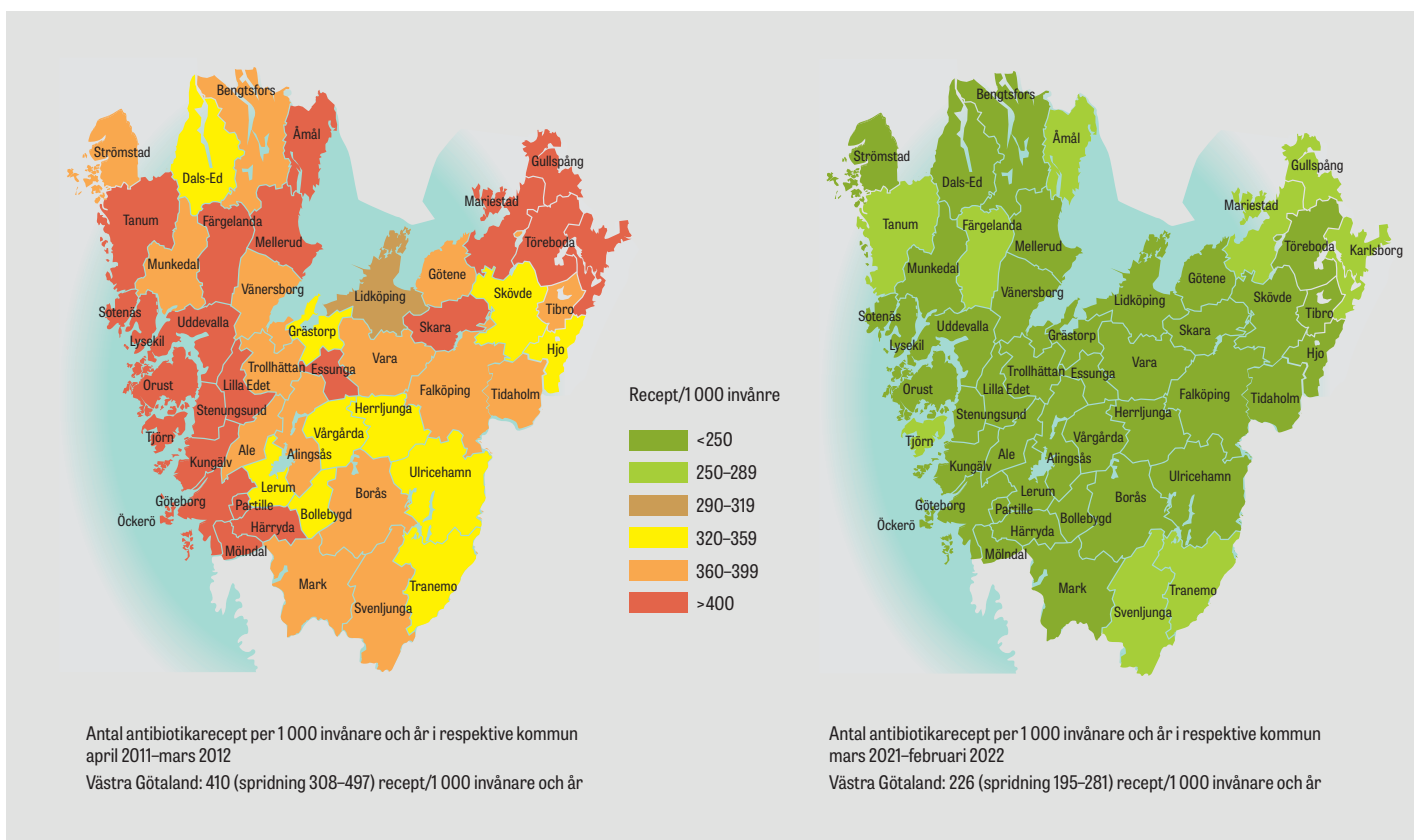 Bengtsfors
Åmål
Strömstad
Dals-Ed
Gullspång
Mariestad
Tanum
Färgelanda
Mellerud
Töreboda
Munkedal
Götene
Vänersborg
Skövde
Lidköping
Sotenäs
Tibro
Uddevalla
Grästorp
Skara
Lysekil
Hjo
Vara
Trollhättan
Essunga
Orust
Lilla Edet
Falköping
Tidaholm
Stenungsund
Herrljunga
Tjörn
Vårgårda
Ale
Alingsås
Kungälv
Ulricehamn
Lerum
Borås
Göteborg
Partille
Bollebygd
Öckerö
Härryda
Mölndal
Mark
Tranemo
Svenljunga
Recept/1 000 invånre
<250
250–289
290–319
320–359
360–399
>400
Bengtsfors
Åmål
Strömstad
Gullspång
Dals-Ed
Mariestad
Tanum
Färgelanda
Mellerud
Töreboda
Karlsborg
Munkedal
Götene
Vänersborg
Skövde
Lidköping
Sotenäs
Tibro
Uddevalla
Skara
Grästorp
Lysekil
Hjo
Vara
Trollhättan
Essunga
Orust
Lilla Edet
Falköping
Tidaholm
Stenungsund
Herrljunga
Tjörn
Vårgårda
Ale
Alingsås
Kungälv
Ulricehamn
Lerum
Borås
Göteborg
Partille
Bollebygd
Öckerö
Härryda
Mölndal
Mark
Tranemo
Svenljunga
Antal antibiotikarecept per 1 000 invånare och år i respektive kommun
april 2011–mars 2012
Västra Götaland: 410 (spridning 308–497) recept/1 000 invånare och år
Antal antibiotikarecept per 1 000 invånare och år i respektive kommun
mars 2021–februari 2022
Västra Götaland: 226 (spridning 195–281) recept/1 000 invånare och år